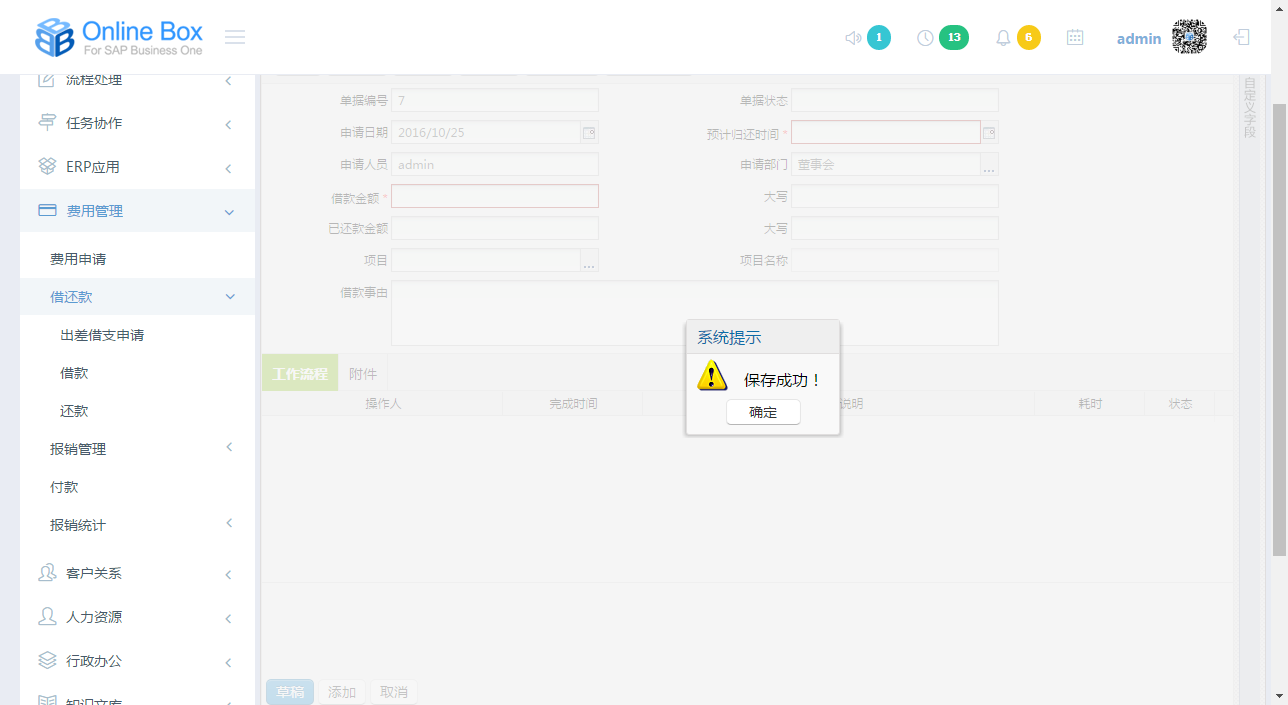 Online Box
For SAP Business One
1
13
6
admin
流程处理
任务协作
ERP应用
费用管理
费用申请
借还款
出差借支申请
借款
还款
报销管理
付款
报销统计
客户关系
人力资源
行政办公
知识文库
单据编号 7
单据状态
申请日期 2016/10/25
预计归还时间 *
申请人员 admin
申请部门 董事会 ...
借款金额 *
大写
已还款金额
大写
项目 ...
项目名称
借款事由
自定义字段
系统提示
保存成功！
确定
工作流程 附件
操作人 完成时间 说明 耗时 状态
草稿 添加 取消